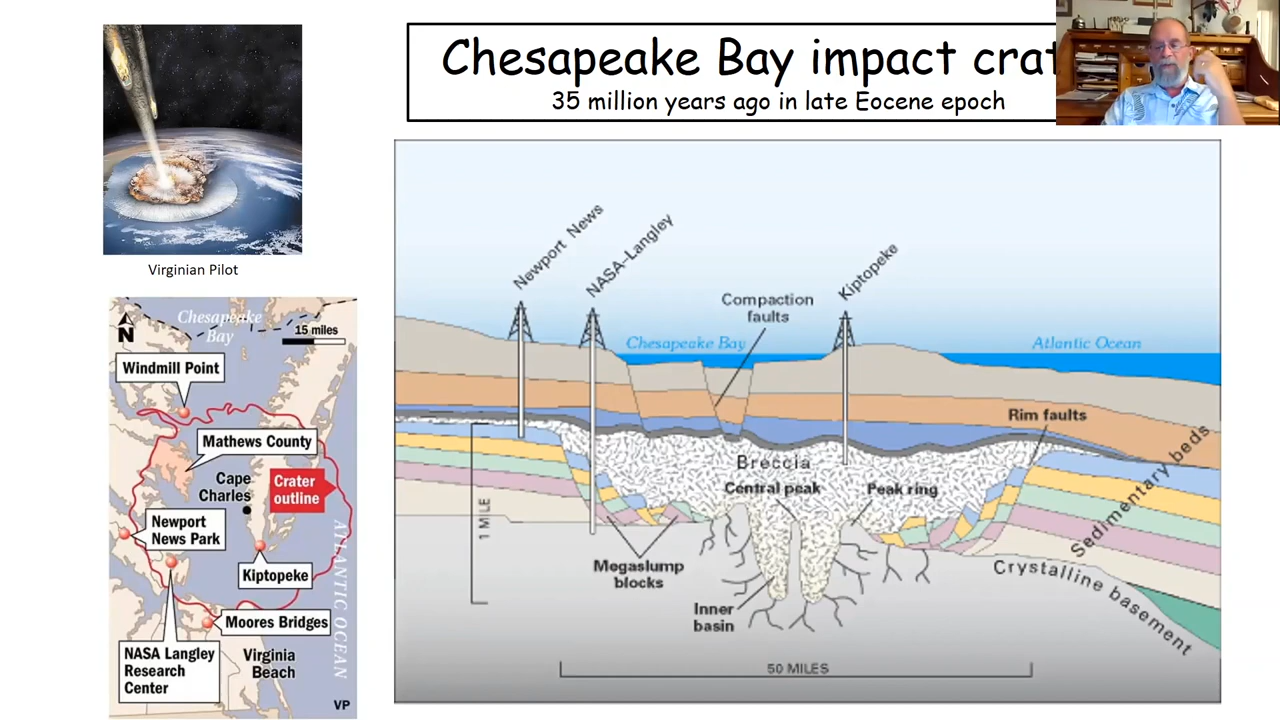 Chesapeake Bay impact crat
35 million years ago in late Eocene epoch
Virginian Pilot
Chesapeake
Bay
N
15 miles
Windmill Point
Mathews County
Cape
Charles
Crater
outline
Newport
News Park
Kiptopeke
Moores Bridges
NASA Langley
Research
Center
Virginia
Beach
ATLANTIC OCEAN
VP
Newport News
NASA-Langley
Kiptopeke
Compaction
faults
Chesapeake Bay
Atlantic Ocean
Rim faults
Breccia
Central peak
Peak ring
1 MILE
Megaslump
blocks
Inner
basin
Sedimentary beds
Crystalline basement
50 MILES